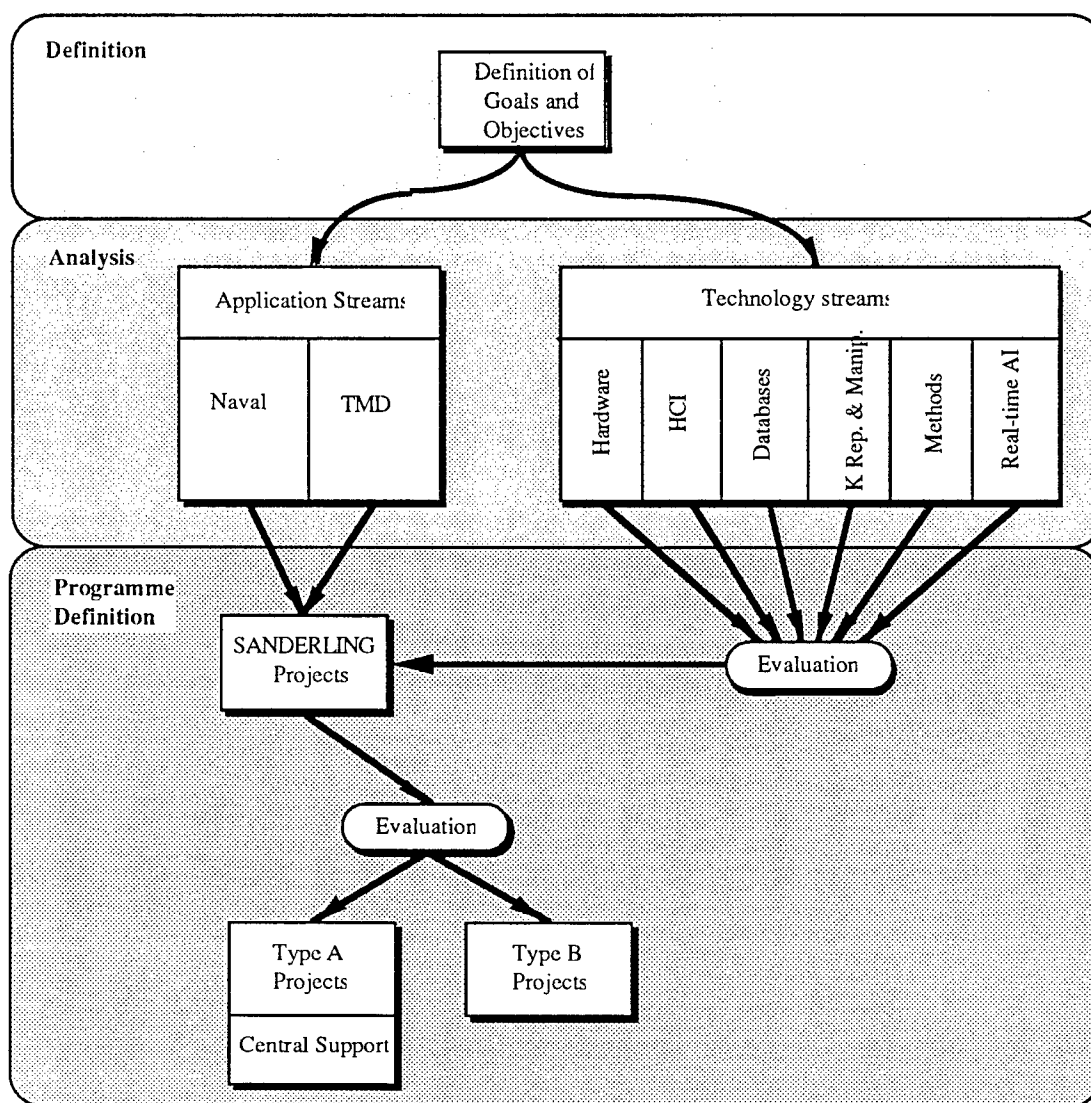 Definition
Definition of
Goals and
Objectives
Analysis
Application Streams
Naval
TMD
Technology streams
Hardware
HCI
Databases
K Rep. & Manip.
Methods
Real-time AI
Programme
Definition
SANDERLING
Projects
Evaluation
Evaluation
Type A
Projects
Central Support
Type B
Projects